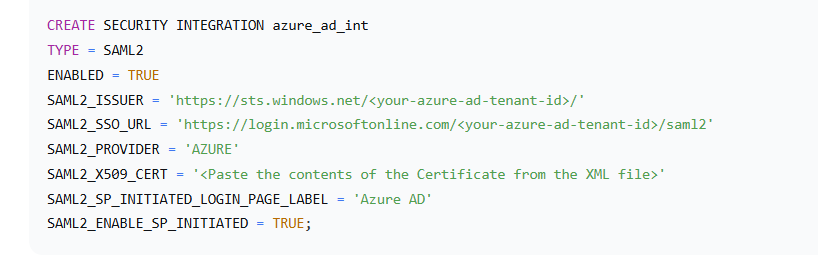 CREATE SECURITY INTEGRATION azure_ad_int
TYPE = SAML2
ENABLED = TRUE
SAML2_ISSUER = 'https://sts.windows.net/<your-azure-ad-tenant-id>/'
SAML2_SSO_URL = 'https://login.microsoftonline.com/<your-azure-ad-tenant-id>/saml2'
SAML2_PROVIDER = 'AZURE'
SAML2_X509_CERT = '<Paste the contents of the Certificate from the XML file>'
SAML2_SP_INITIATED_LOGIN_PAGE_LABEL = 'Azure AD'
SAML2_ENABLE_SP_INITIATED = TRUE;